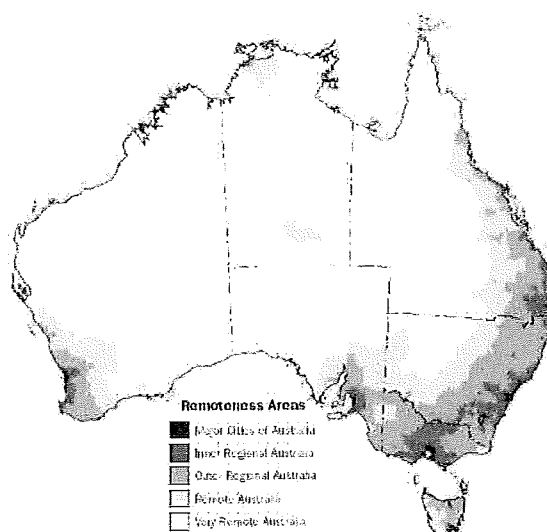 Remoteness Areas
Major Cities of Australia
Inner Regional Australia
Outer Regional Australia
Remote Australia
Very Remote Australia